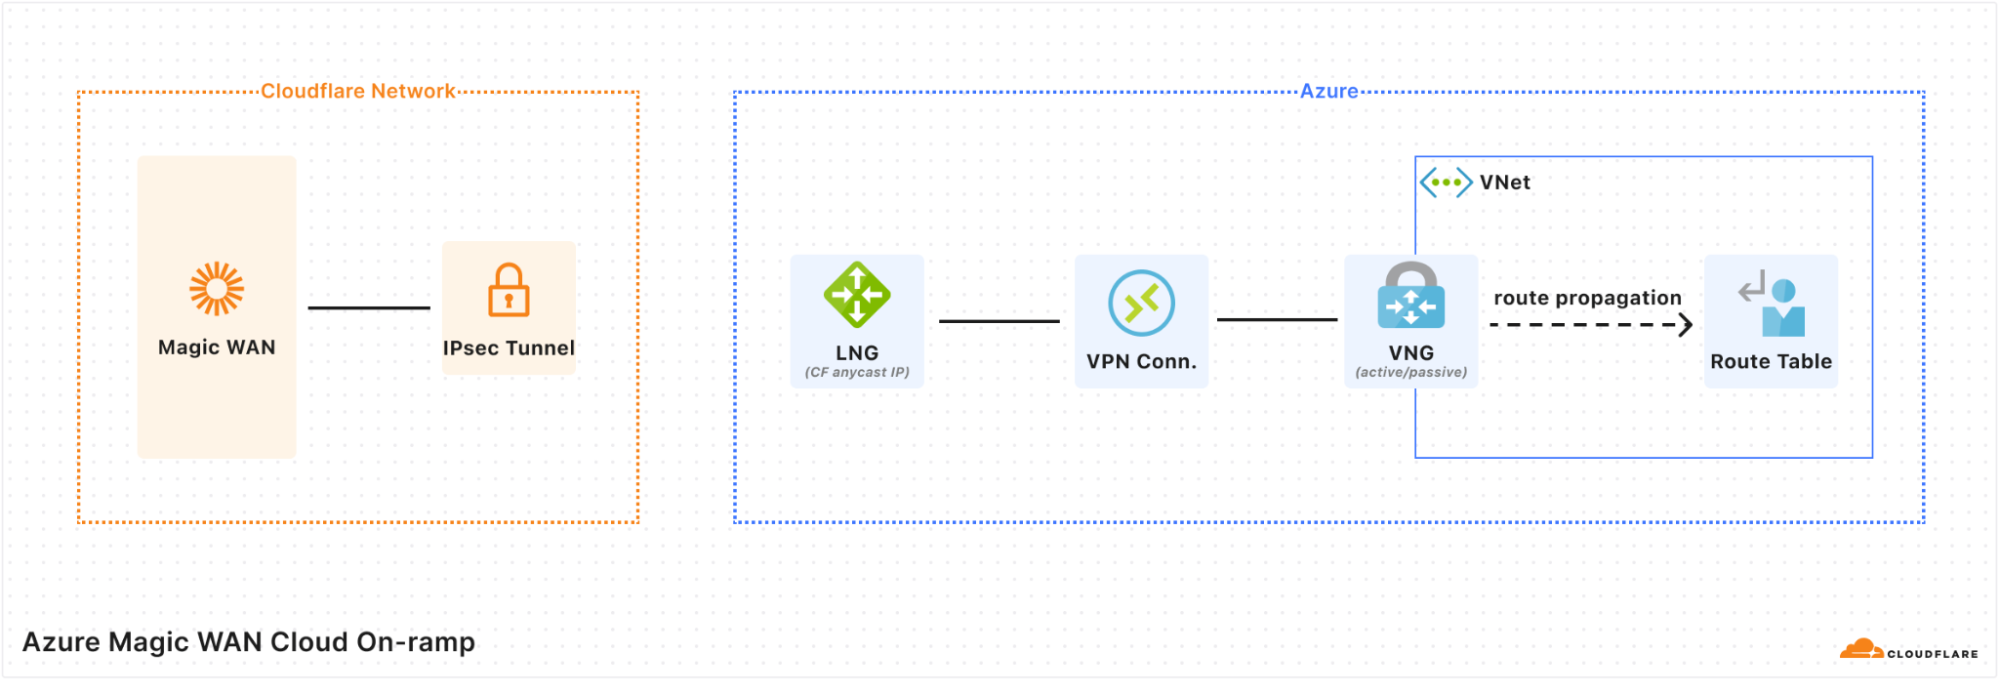 Cloudflare Network
Azure
VNet
Magic WAN
IPsec Tunnel
LNG
(CF anycast IP)
VPN Conn.
VNG
(active/passive)
route propagation
Route Table
Azure Magic WAN Cloud On-ramp
CLOUDFLARE